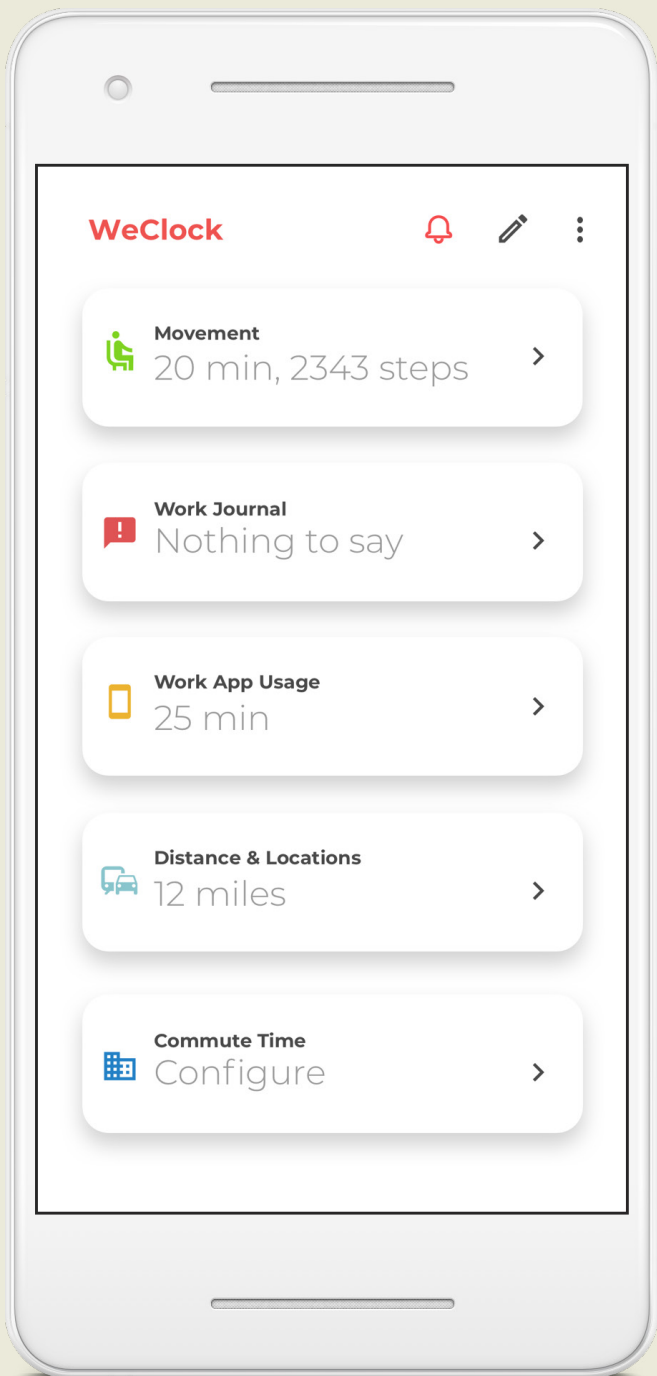 WeClock
Movement
20 min, 2343 steps
Work Journal
Nothing to say
Work App Usage
25 min
Distance & Locations
12 miles
Commute Time
Configure